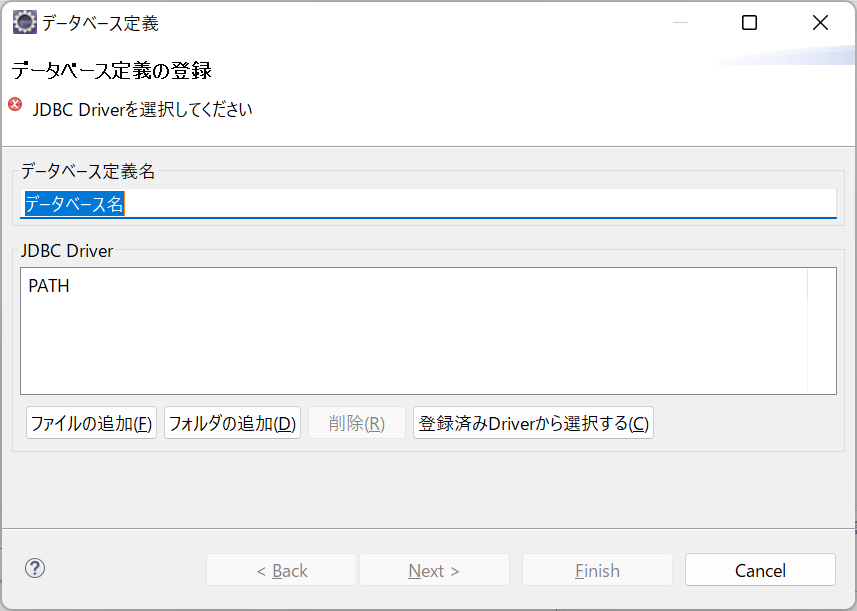 データベース定義
データベース定義の登録
JDBC Driverを選択してください
データベース定義名
データベース名
JDBC Driver
PATH
ファイルの追加(F) フォルダの追加(D) 削除(R) 登録済みDriverから選択する(C)
< Back Next > Finish Cancel